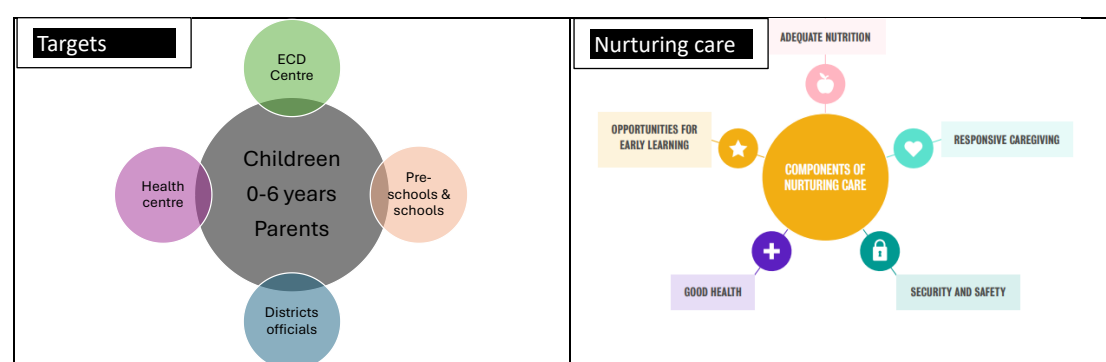 Targets
ECD
Centre
Health
centre
Childreen
0-6 years
Parents
Pre-
schools &
schools
Districts
officials
Nurturing care
ADEQUATE NUTRITION
OPPORTUNITIES FOR
EARLY LEARNING
RESPONSIVE CAREGIVING
COMPONENTS OF
NURTURING CARE
GOOD HEALTH
SECURITY AND SAFETY